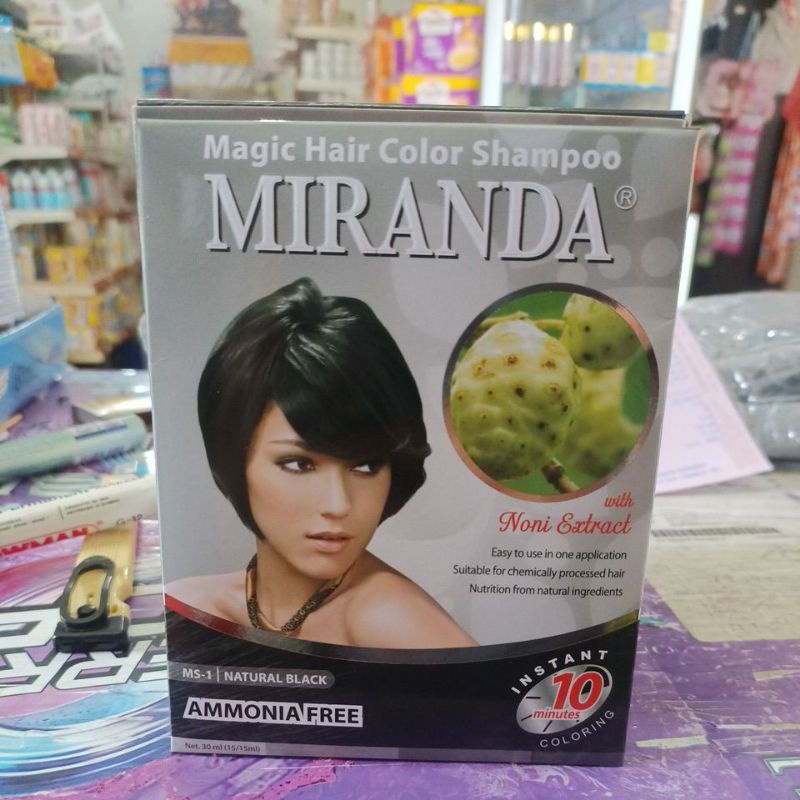 Magic Hair Color Shampoo
MIRANDA®
with
Noni Extract
Easy to use in one application
Suitable for chemically processed hair
Nutrition from natural ingredients
MS-1 | NATURAL BLACK
AMMONIA FREE
Net. 30 ml (15/15ml)
INSTANT
10
minutes
COLORING
G-12